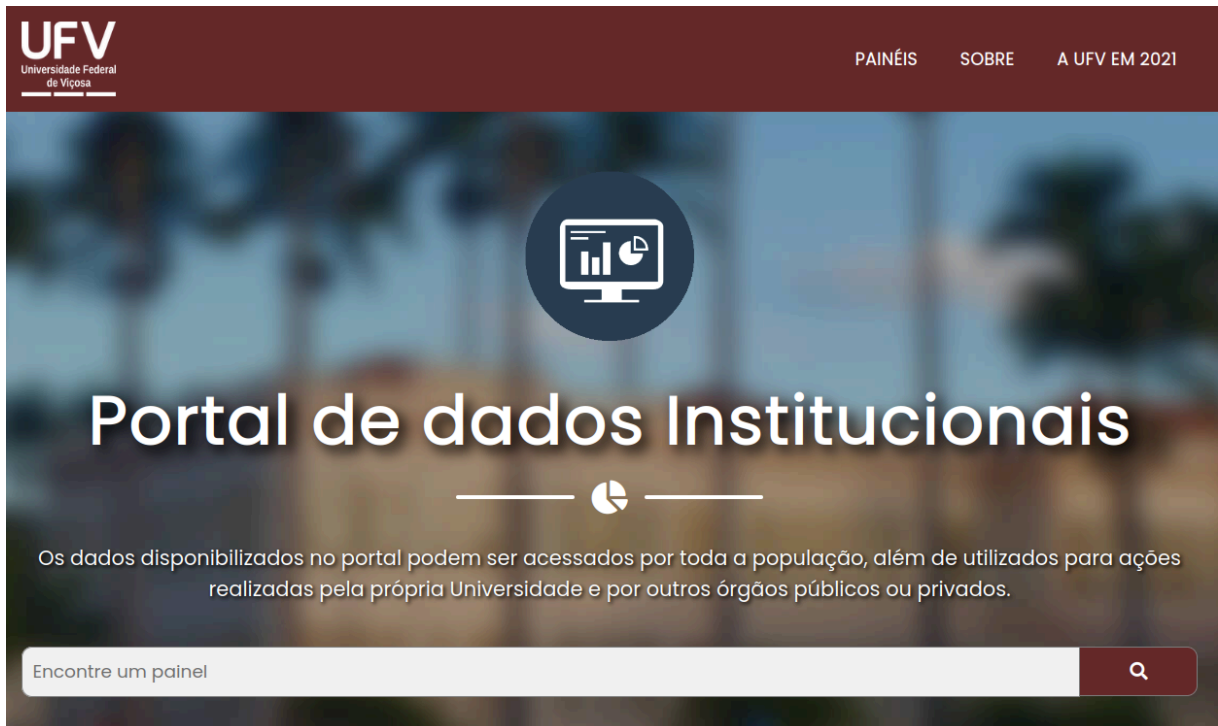 UFV
Universidade Federal
de Viçosa
PAINÉIS SOBRE A UFV EM 2021
Portal de dados Institucionais
Os dados disponibilizados no portal podem ser acessados por toda a população, além de utilizados para ações
realizadas pela própria Universidade e por outros órgãos públicos ou privados.
Encontre um painel